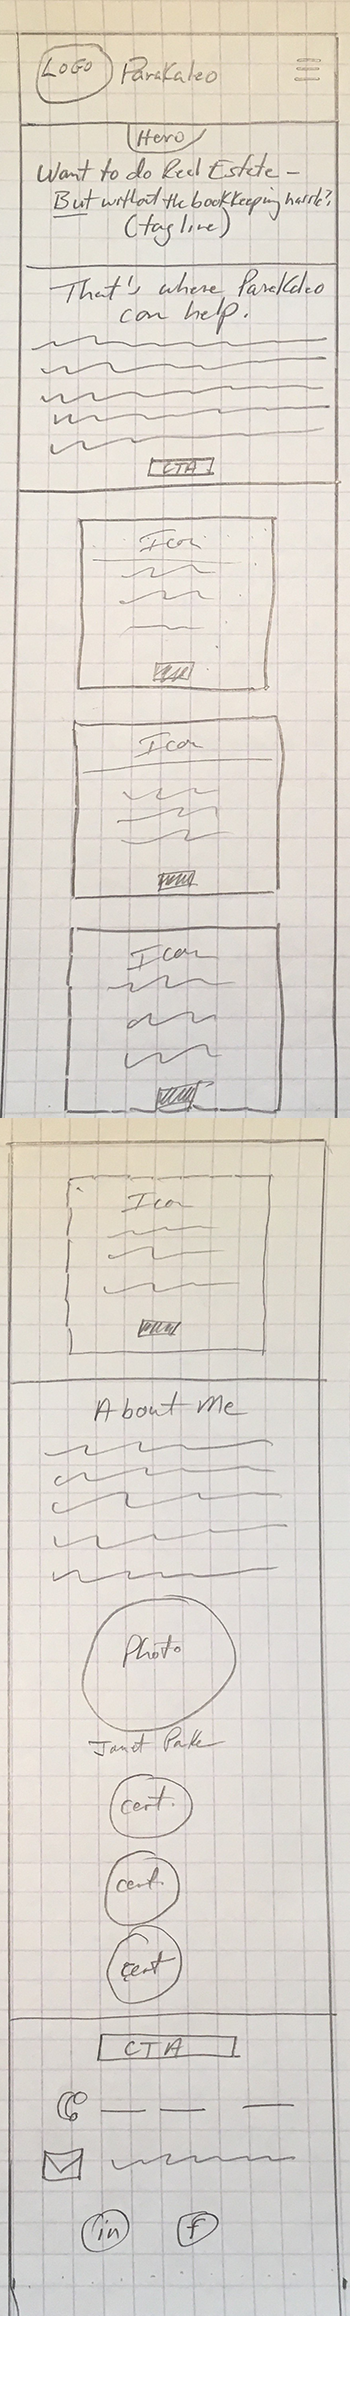 LOGO ParaKaleo
Hero
Want to do Real Estate -
But without the bookkeeping hassle?
(tag line)
That's where ParaKaleo
can help.
CTA
Icon
Icon
Icon
Icon
About Me
Photo
Janet
cert.
cert.
cert
CTA
in f